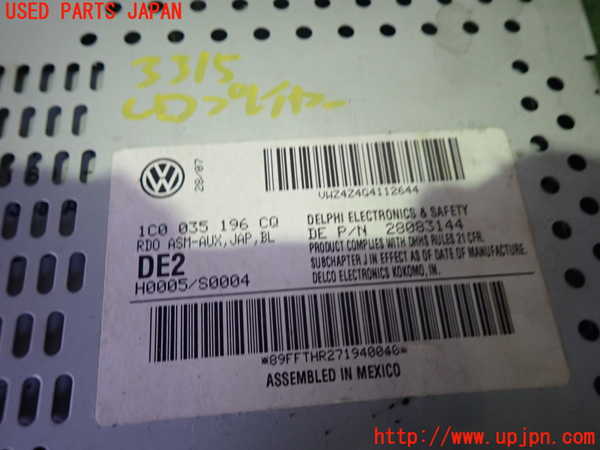 USED PARTS JAPAN
3315
CDプレイヤー
28/07
VWZ4Z4G4112644
1C0 035 196 CQ
RDO ASM-AUX,JAP,BL
DE2
H0005/S0004
DELPHI ELECTRONICS & SAFETY
DE P/N 28083144
PRODUCT COMPLIES WITH DHHS RULES 21 CFR.
SUBCHAPTER J IN EFFECT AS OF DATE OF MANUFACTURE.
DELCO ELECTRONICS KOKOMO, IN.
*89FFTHR271940046*
ASSEMBLED IN MEXICO
http://www.upjpn.com/